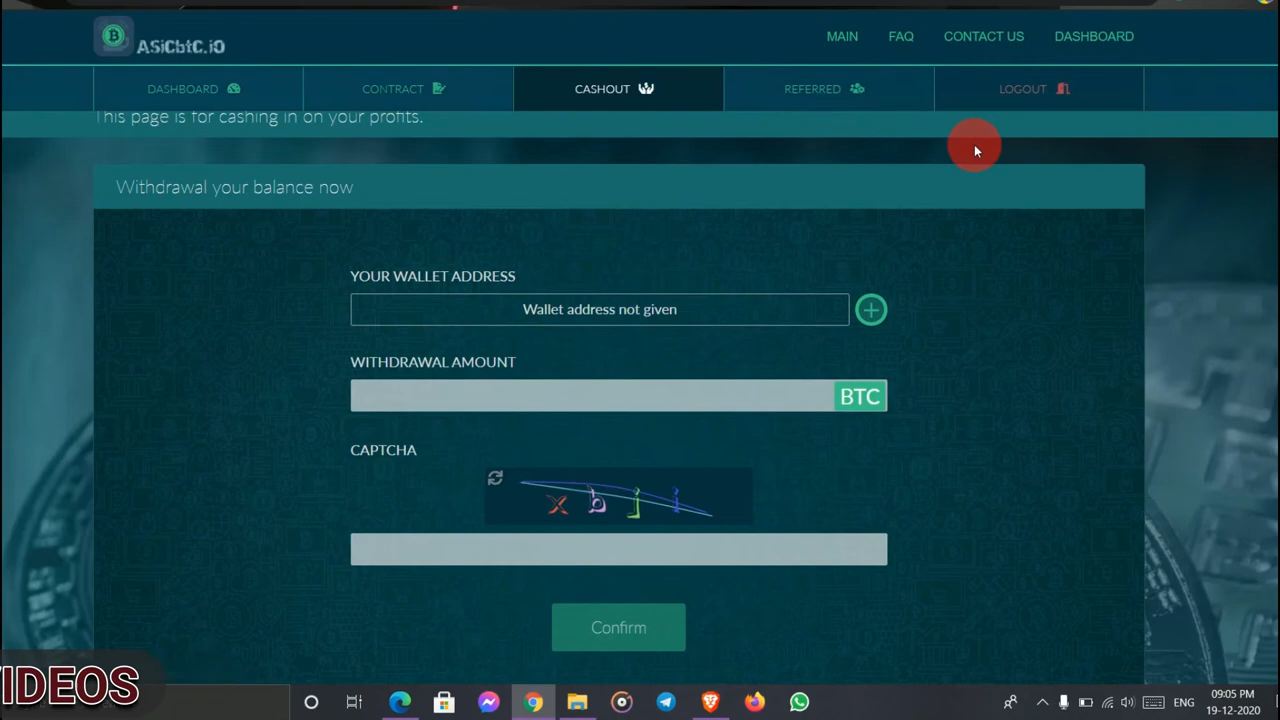 ASiCbtC.iO
MAIN
FAQ
CONTACT US
DASHBOARD
DASHBOARD
CONTRACT
CASHOUT
REFERRED
LOGOUT
This page is for cashing in on your profits.
Withdrawal your balance now
YOUR WALLET ADDRESS
Wallet address not given
WITHDRAWAL AMOUNT
BTC
CAPTCHA
Confirm
VIDEOS
ENG
09:05 PM
19-12-2020